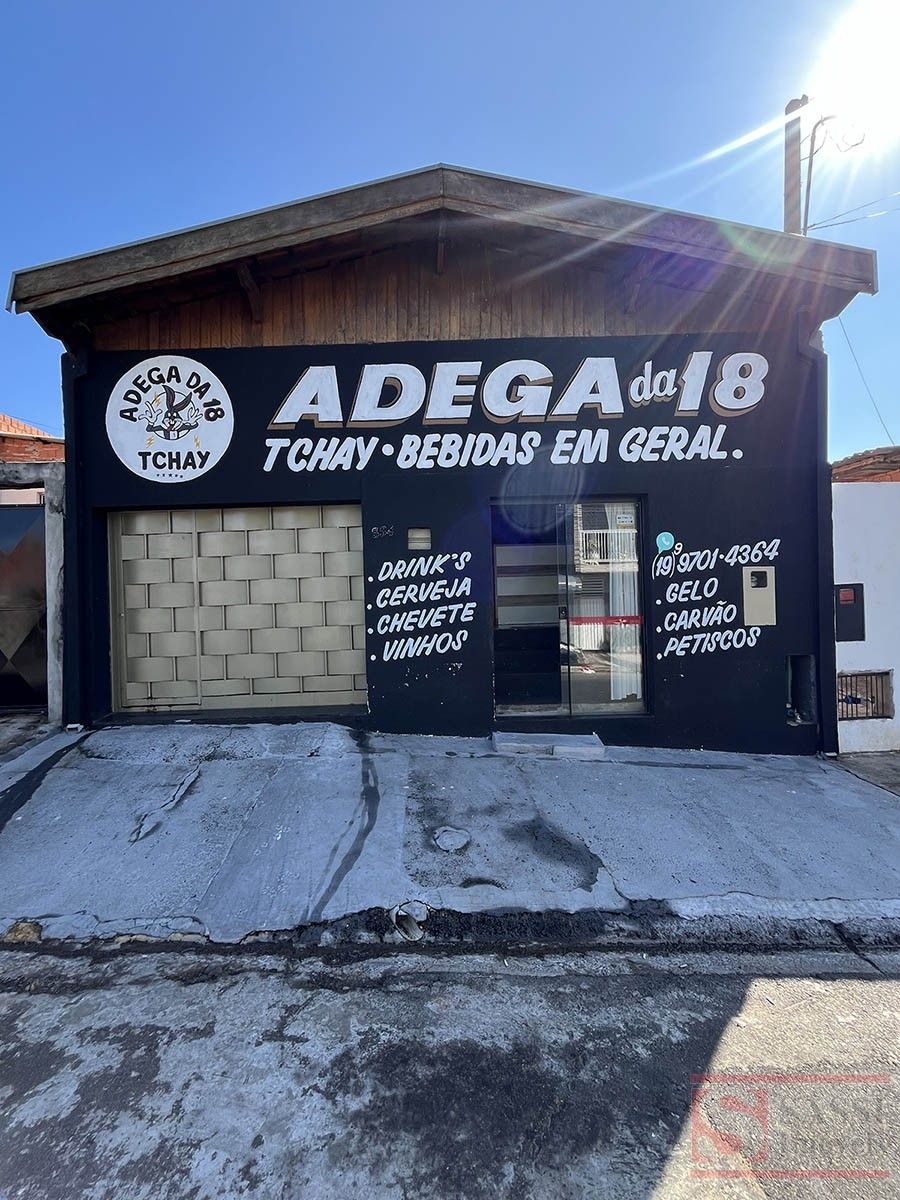 ADEGA DA 18
TCHAY
ADEGA da 18
TCHAY • BEBIDAS EM GERAL.
. DRINK'S
. CERVEJA
. CHEVETE
. VINHOS
(19) 9 9701-4364
. GELO
. CARVÃO
. PETISCOS